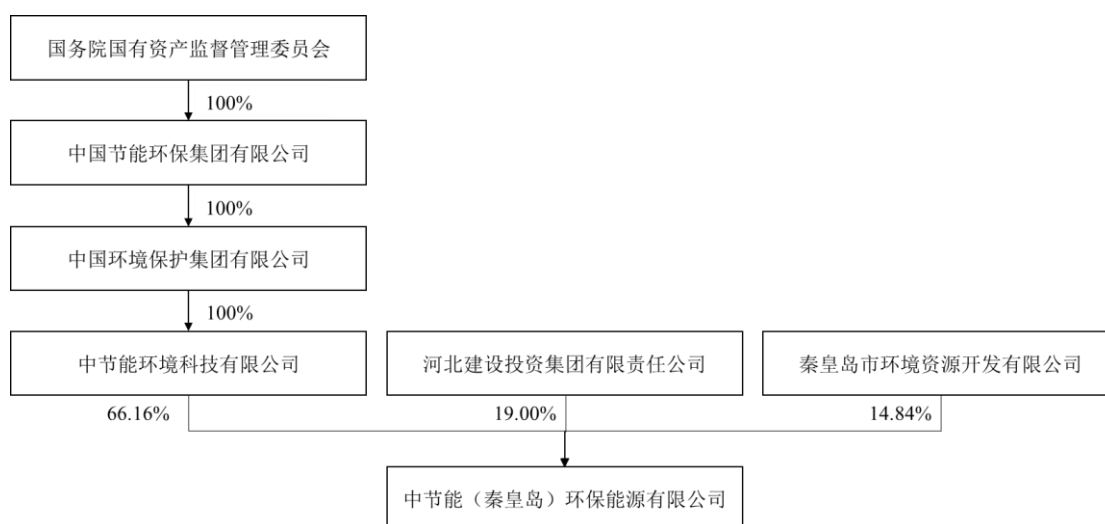 国务院国有资产监督管理委员会
100%
中国节能环保集团有限公司
100%
中国环境保护集团有限公司
100%
中节能环境科技有限公司
河北建设投资集团有限责任公司
秦皇岛市环境资源开发有限公司
66.16%
19.00%
14.84%
中节能（秦皇岛）环保能源有限公司